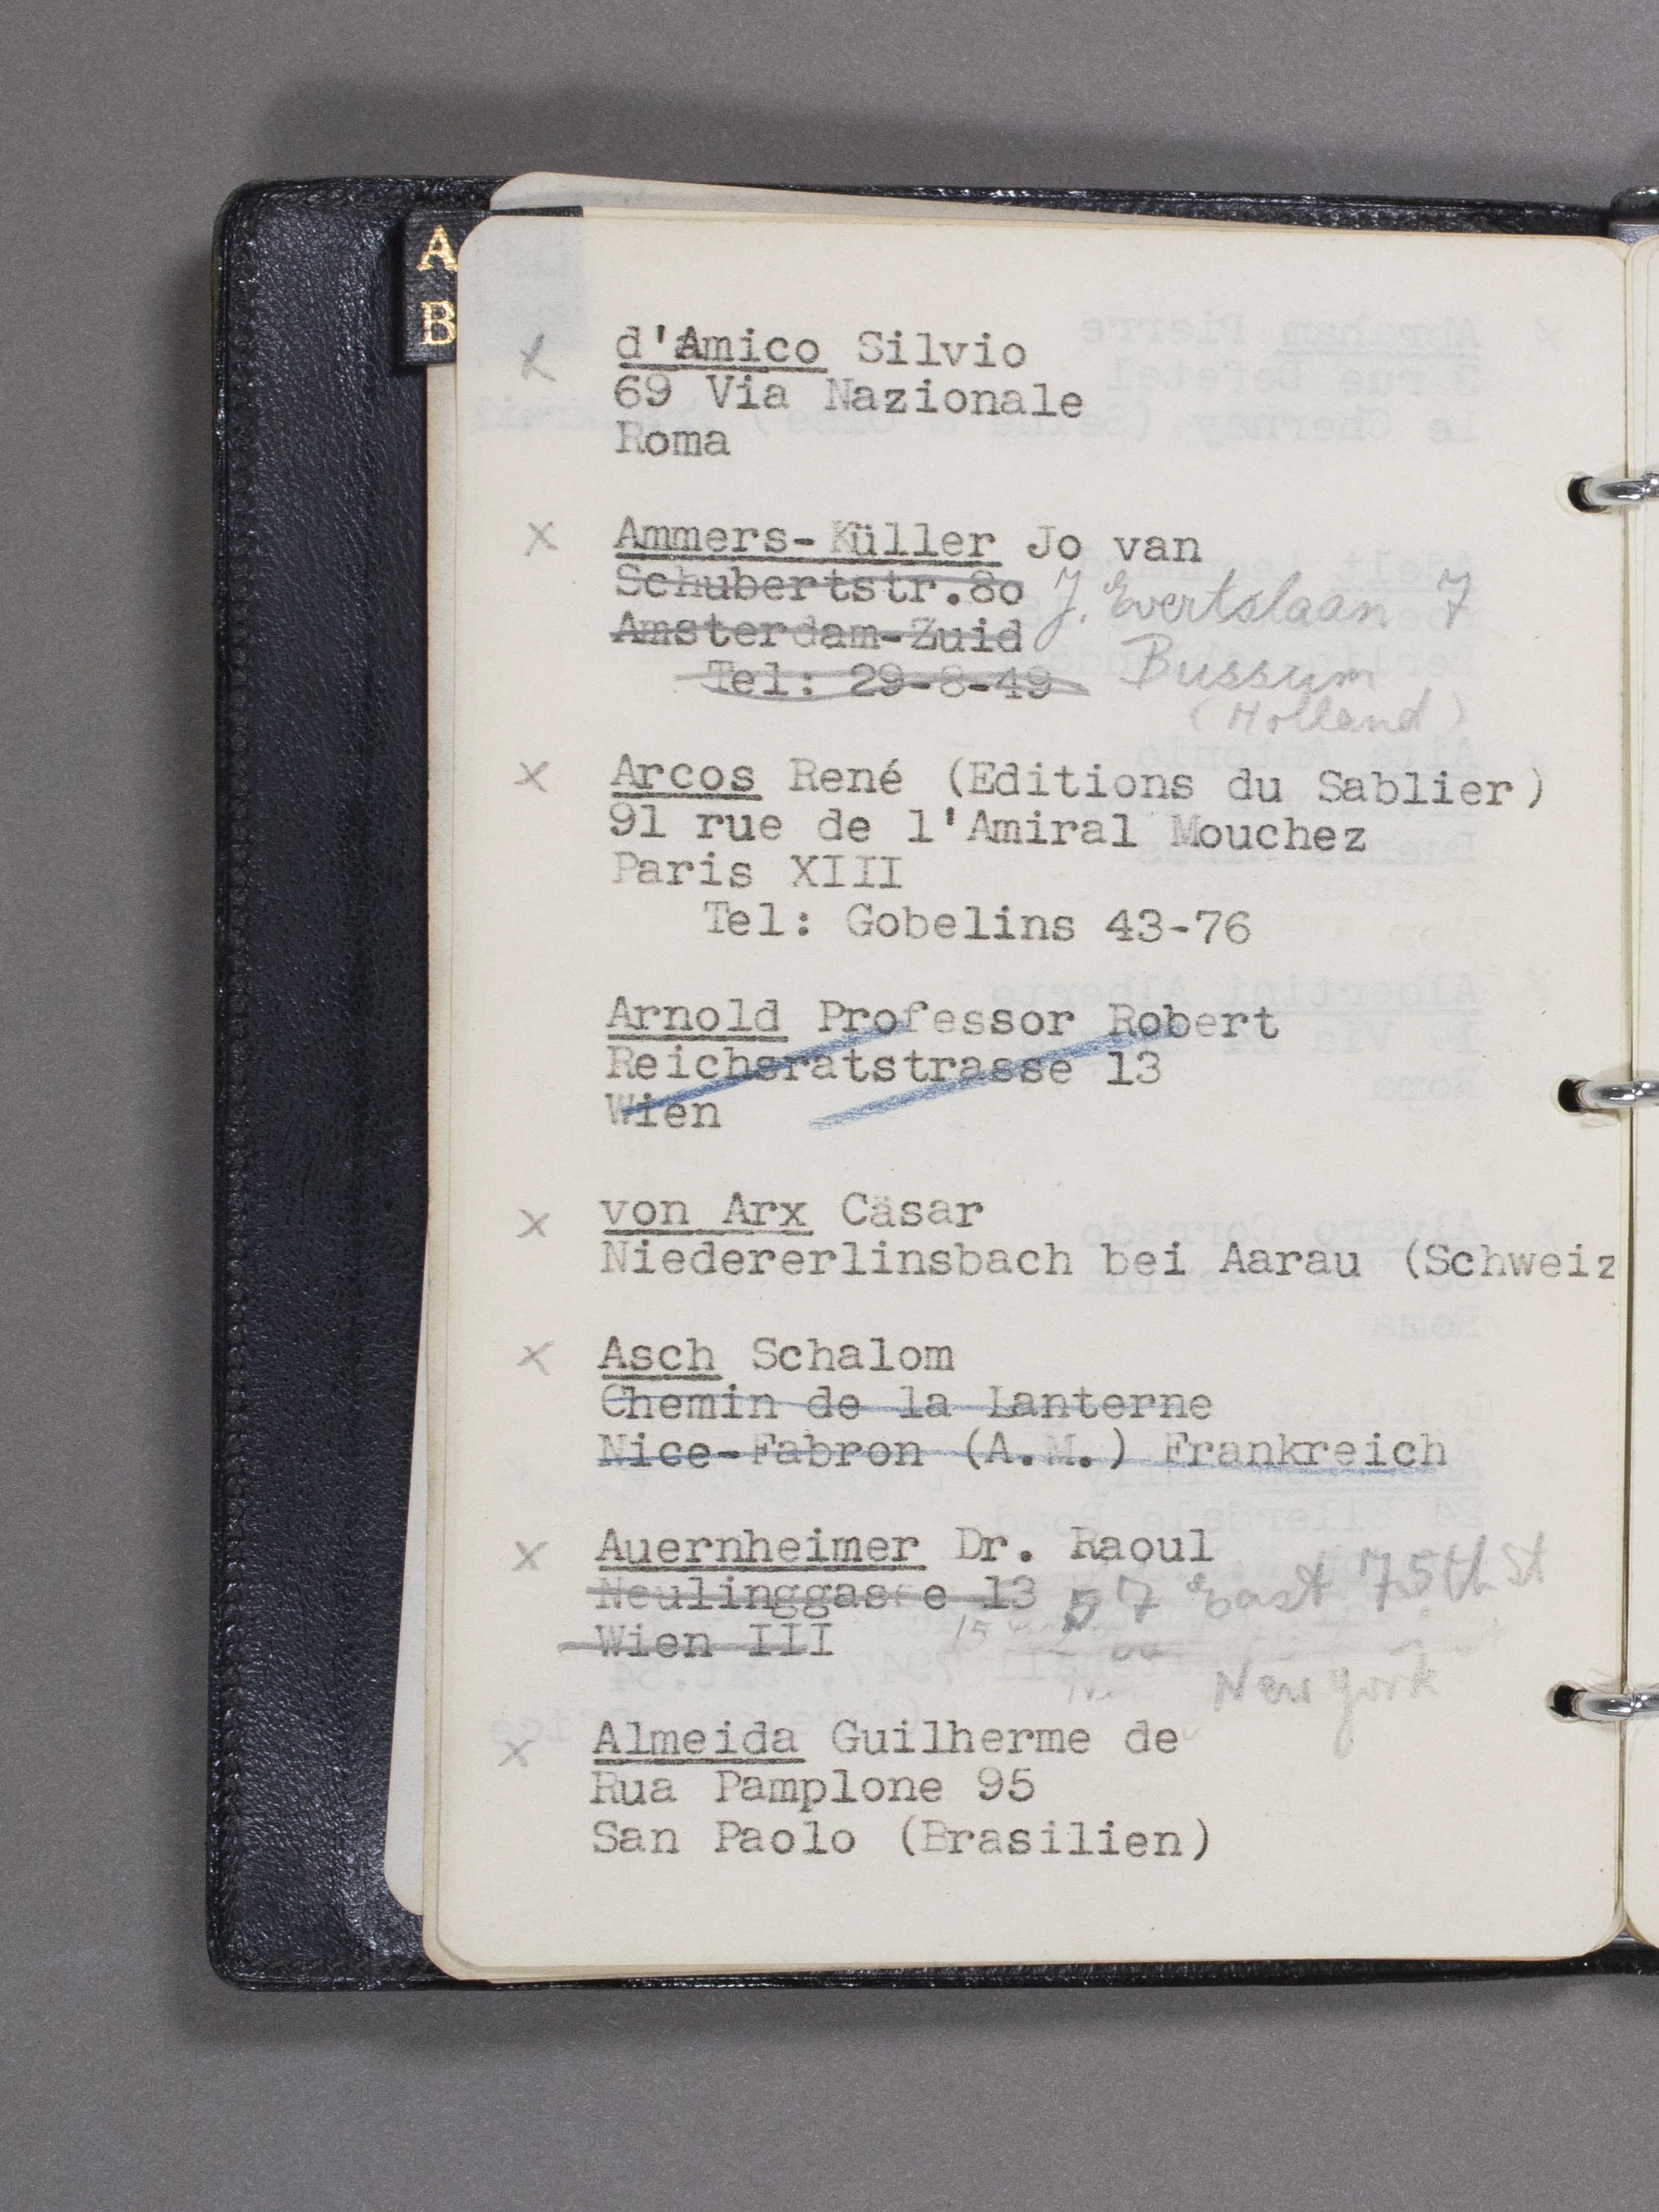 A
B
x d'Amico Silvio
69 Via Nazionale
Roma
x Ammers-Küller Jo van
Schubertstr.8o J. Evertslaan 7
Amsterdam-Zuid
Tel: 29-8-49 Bussum
(Holland)
x Arcos René (Editions du Sablier)
91 rue de l'Amiral Mouchez
Paris XIII
Tel: Gobelins 43-76
Arnold Professor Robert
Reichsratstrasse 13
Wien
x von Arx Cäsar
Niedererlinsbach bei Aarau (Schweiz
x Asch Schalom
Chemin de la Lanterne
Nice-Fabron (A.M.) Frankreich
x Auernheimer Dr. Raoul
Neulinggasse 13 57 East 75th St
Wien III
New York
x Almeida Guilherme de
Rua Pamplone 95
San Paolo (Brasilien)